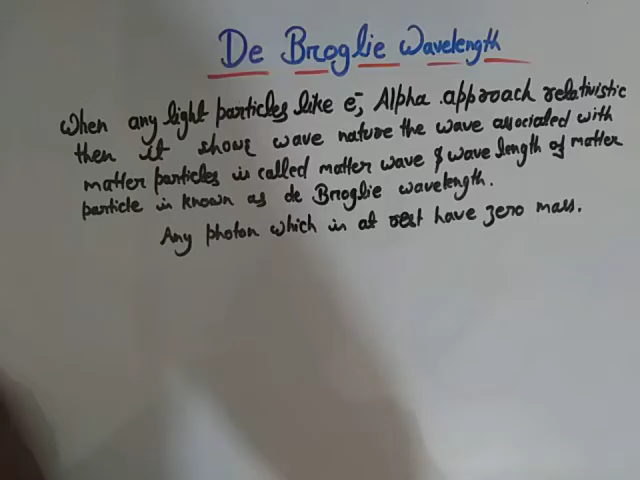 De Broglie Wavelength
When any light particles like e-, Alpha approach relativistic
then it shows wave nature the wave associated with
matter particles is called matter wave & wave length of matter
particle is known as de Broglie wavelength.
Any photon which is at rest have zero mass.